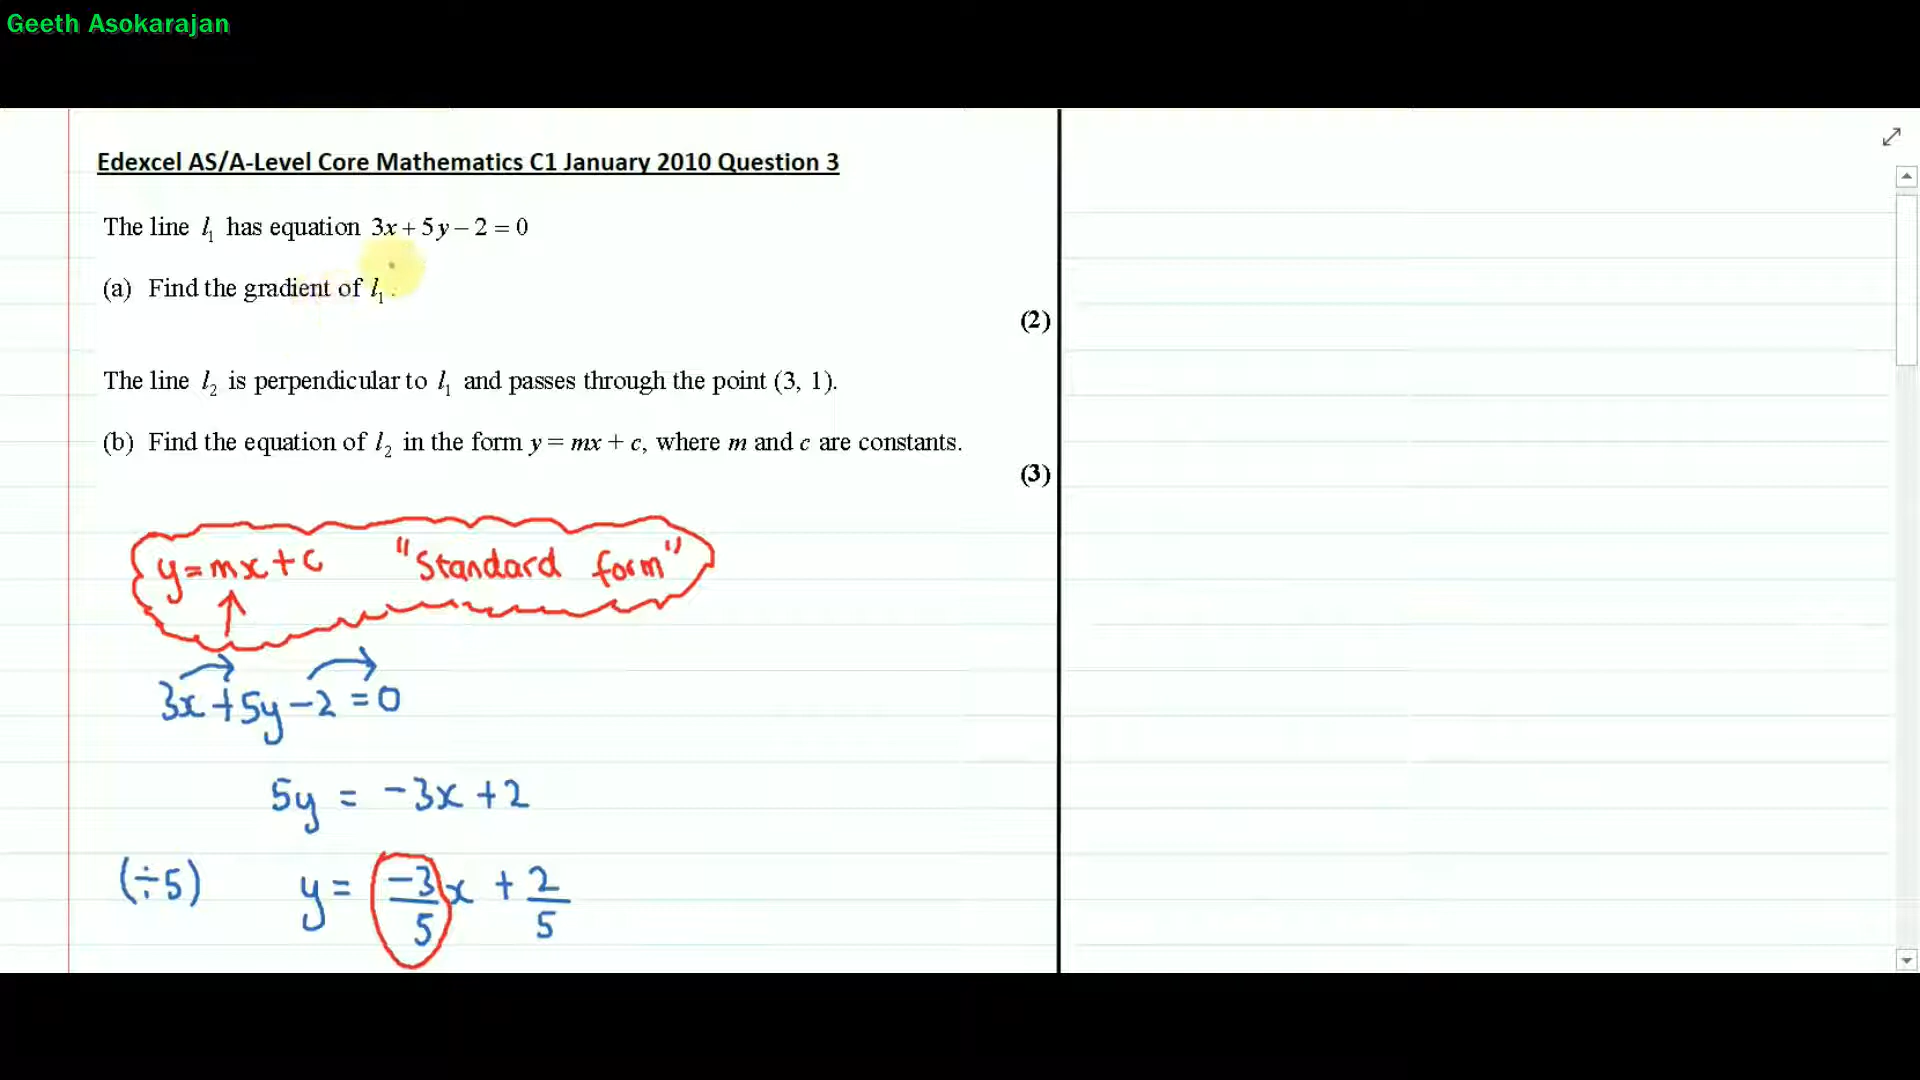 Geeth Asokarajan
Edexcel AS/A-Level Core Mathematics C1 January 2010 Question 3
The line l₁ has equation 3x + 5y – 2 = 0
(a) Find the gradient of l₁.
(2)
The line l₂ is perpendicular to l₁ and passes through the point (3, 1).
(b) Find the equation of l₂ in the form y = mx + c, where m and c are constants.
(3)
y=mx+c "Standard form"
3x+5y-2=0
5y = -3x+2
(÷5) y= -3/5 x + 2/5